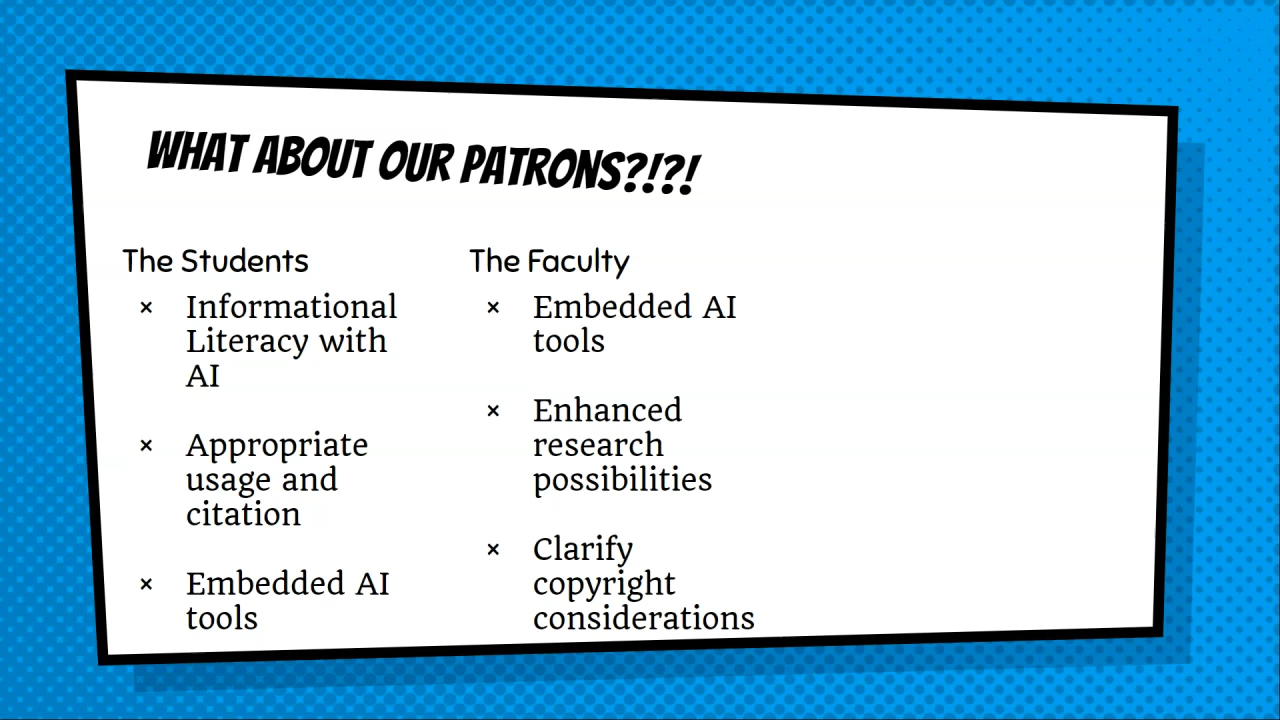 WHAT ABOUT OUR PATRONS?!?!
The Students
× Informational
Literacy with
AI
× Appropriate
usage and
citation
× Embedded AI
tools
The Faculty
× Embedded AI
tools
× Enhanced
research
possibilities
× Clarify
copyright
considerations